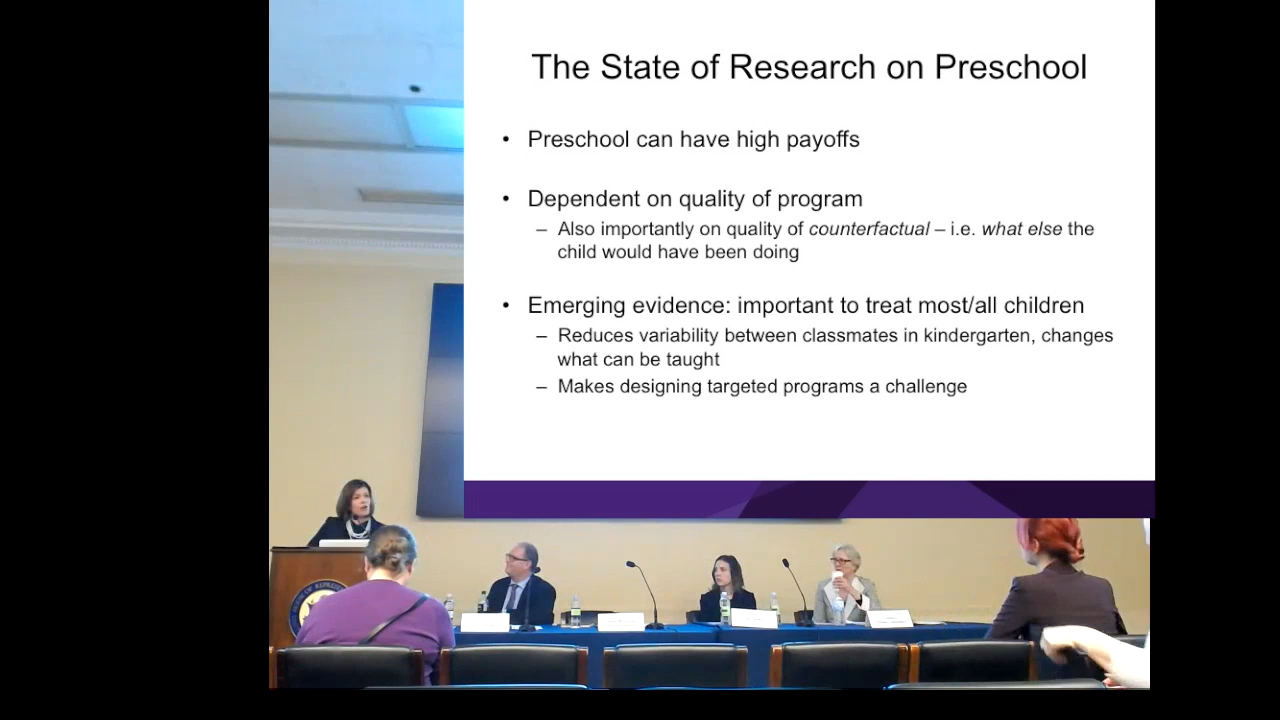 The State of Research on Preschool
• Preschool can have high payoffs
• Dependent on quality of program
– Also importantly on quality of counterfactual – i.e. what else the
child would have been doing
• Emerging evidence: important to treat most/all children
– Reduces variability between classmates in kindergarten, changes
what can be taught
– Makes designing targeted programs a challenge